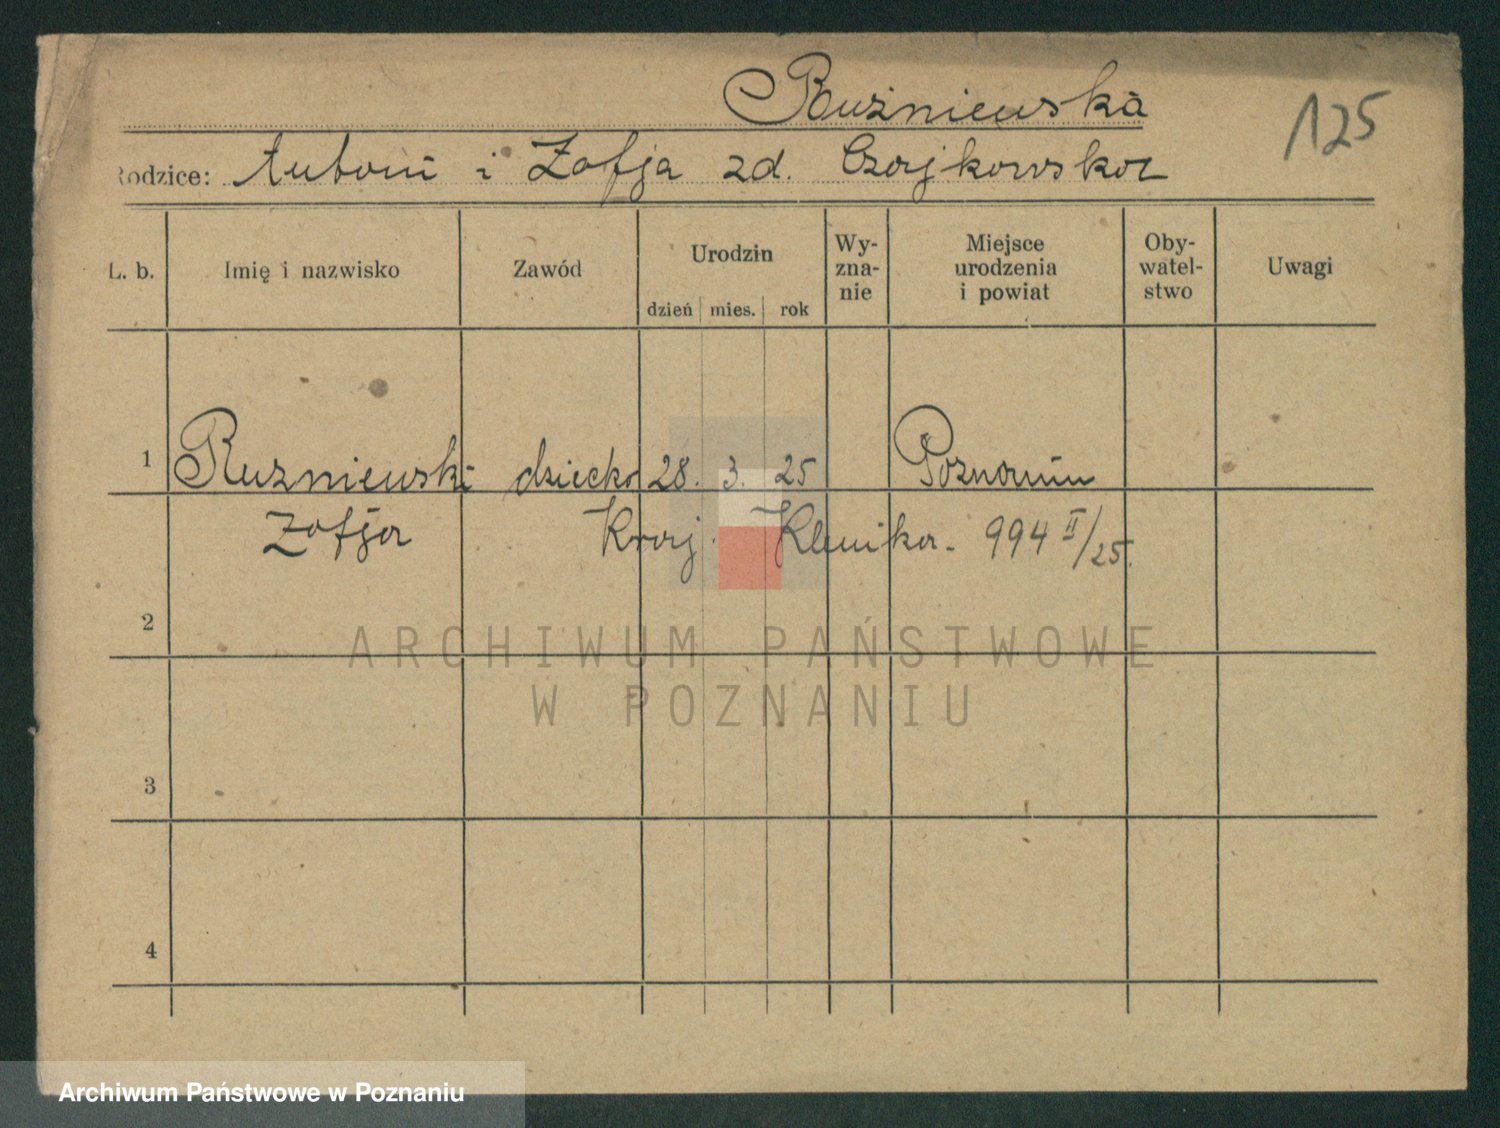 Ruźniewska
125
Rodzice: Antoni i Zofja zd. Czajkowska
L. b. Imię i nazwisko Zawód Urodzin dzień mies. rok Wy-zna-nie Miejsce urodzenia i powiat Oby-watel-stwo Uwagi
1 Ruzniewski dziecko 28. 3. 25 Poznaniu
Zofja Kraj. Klinika. 994 II/25.
2
ARCHIWUM PAŃSTWOWE
W POZNANIU
3
4
Archiwum Państwowe w Poznaniu